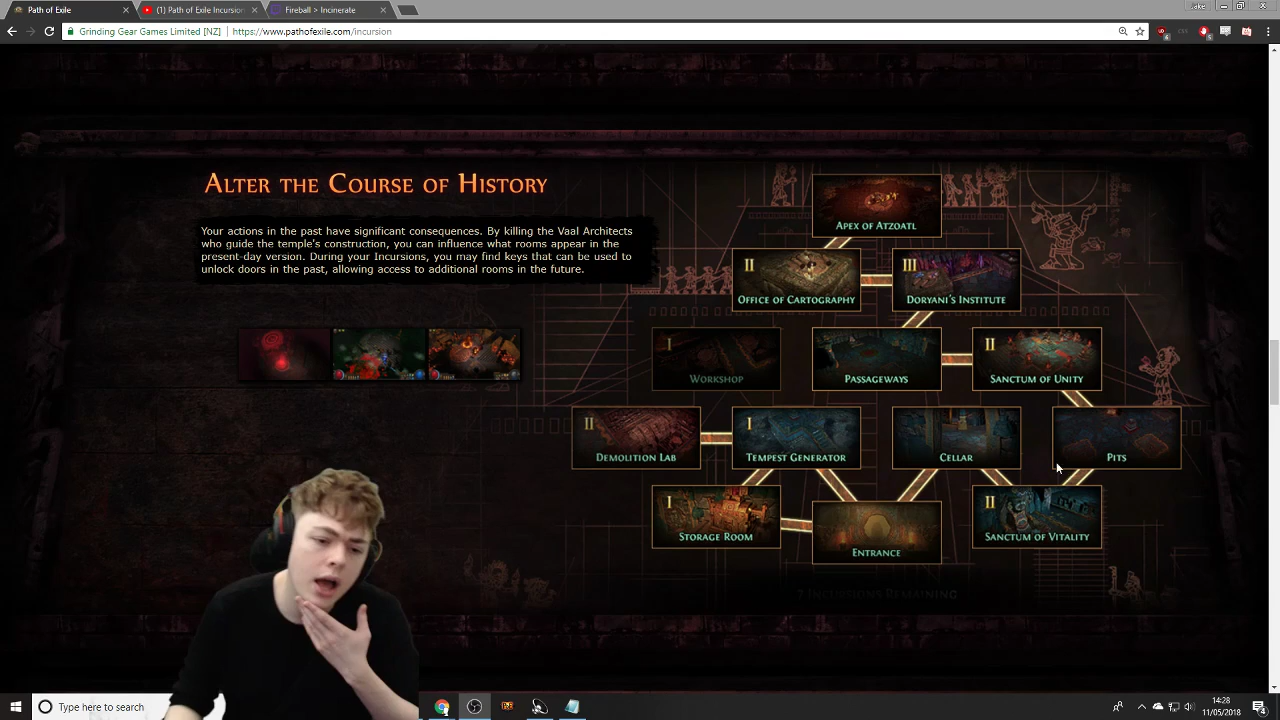 Path of Exile
(1) Path of Exile Incursion
Fireball > Incinerate
Jake
Grinding Gear Games Limited [NZ] | https://www.pathofexile.com/incursion
Alter the Course of History
Your actions in the past have significant consequences. By killing the Vaal Architects
who guide the temple's construction, you can influence what rooms appear in the
present-day version. During your Incursions, you may find keys that can be used to
unlock doors in the past, allowing access to additional rooms in the future.
Apex of Atzoatl
II
Office of Cartography
III
Doryani's Institute
I
Workshop
Passageways
II
Sanctum of Unity
II
Demolition Lab
I
Tempest Generator
Cellar
Pits
I
Storage Room
Entrance
II
Sanctum of Vitality
7 Incursions Remaining
Type here to search
14:28
11/05/2018